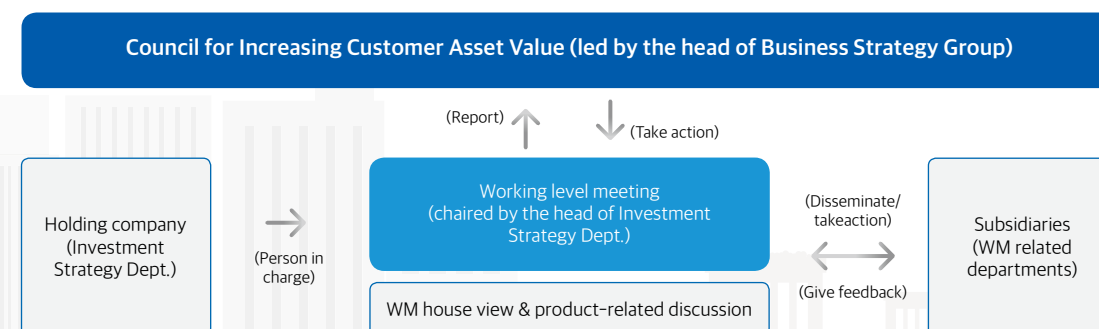 Council for Increasing Customer Asset Value (led by the head of Business Strategy Group)
(Report)
(Take action)
Holding company
(Investment
Strategy Dept.)
(Person in
charge)
Working level meeting
(chaired by the head of Investment
Strategy Dept.)
(Disseminate/
takeaction)
(Give feedback)
Subsidiaries
(WM related
departments)
WM house view & product-related discussion